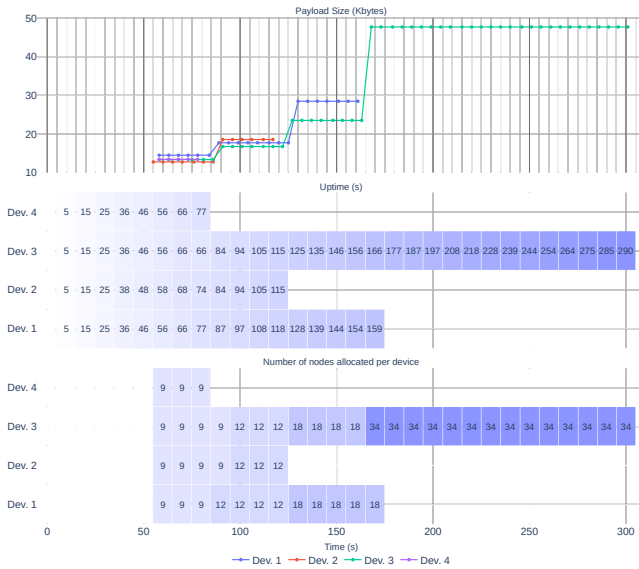 Payload Size (Kbytes)
50
40
30
20
10
Uptime (s)
Dev. 4 5 15 25 36 46 56 66 77
Dev. 3 5 15 25 36 46 56 66 66 84 94 105 115 125 135 146 156 166 177 187 197 208 218 228 239 244 254 264 275 285 290
Dev. 2 5 15 25 38 48 58 68 74 84 94 105 115
Dev. 1 5 15 25 36 46 56 66 77 87 97 108 118 128 139 144 154 159
Number of nodes allocated per device
Dev. 4 9 9 9
Dev. 3 9 9 9 9 12 12 12 18 18 18 18 34 34 34 34 34 34 34 34 34 34 34 34 34 34
Dev. 2 9 9 9 9 12 12 12
Dev. 1 9 9 9 12 12 12 12 18 18 18 18 18
0 50 100 150 200 250 300
Time (s)
Dev. 1 Dev. 2 Dev. 3 Dev. 4